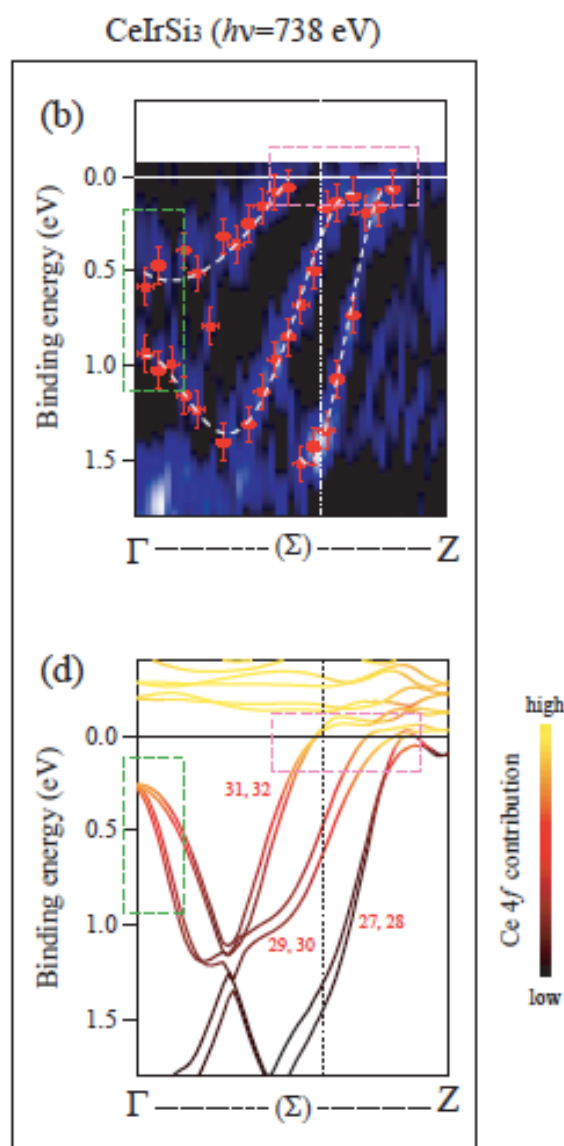 CeIrSi3 (hν=738 eV)
(b)
0.0
0.5
1.0
1.5
Binding energy (eV)
Γ ---------- (Σ) ---------- Z
(d)
0.0
0.5
1.0
1.5
Binding energy (eV)
31, 32
29, 30
27, 28
Γ ---------- (Σ) ---------- Z
high
Ce 4f contribution
low